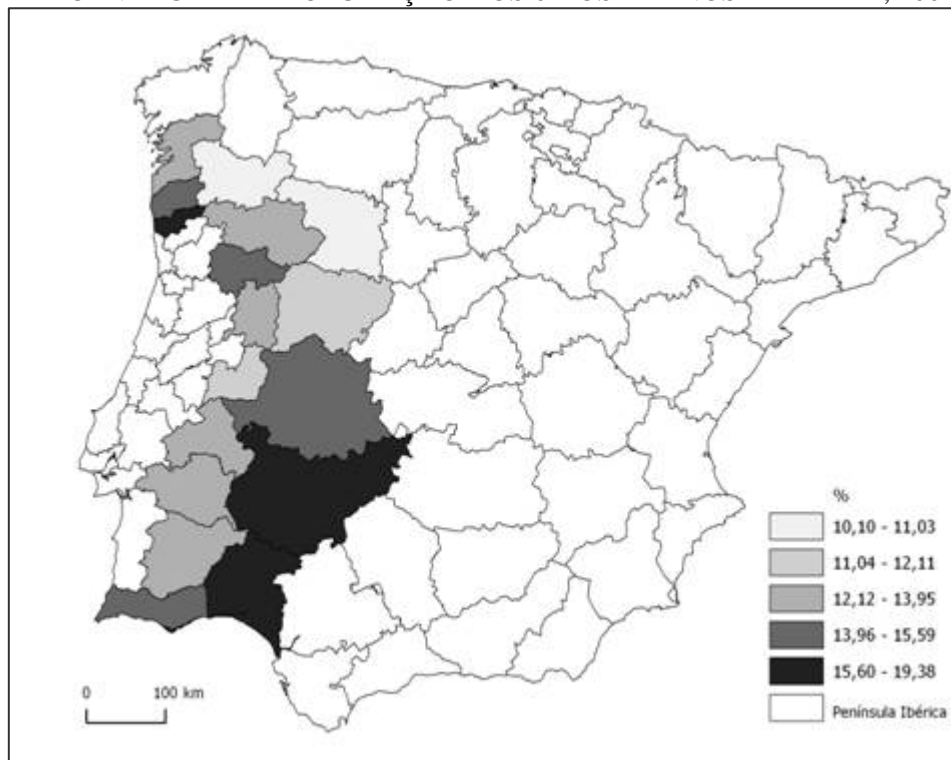 %
10,10 - 11,03
11,04 - 12,11
12,12 - 13,95
13,96 - 15,59
15,60 - 19,38
Península Ibérica
0 100 km